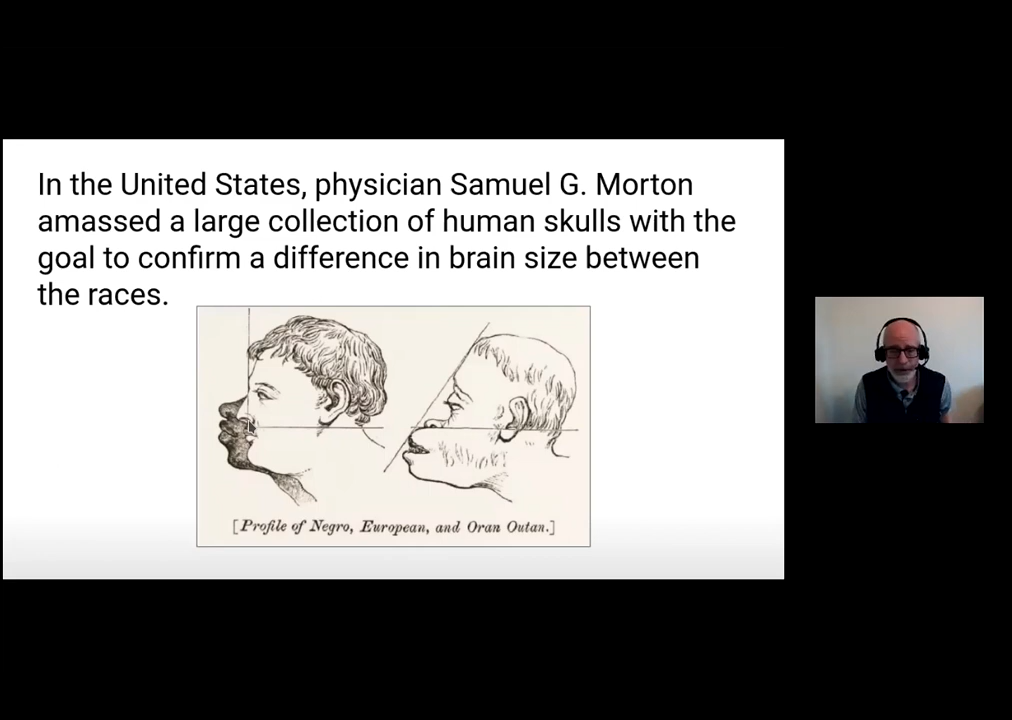 In the United States, physician Samuel G. Morton
amassed a large collection of human skulls with the
goal to confirm a difference in brain size between
the races.
[Profile of Negro, European, and Oran Outan.]